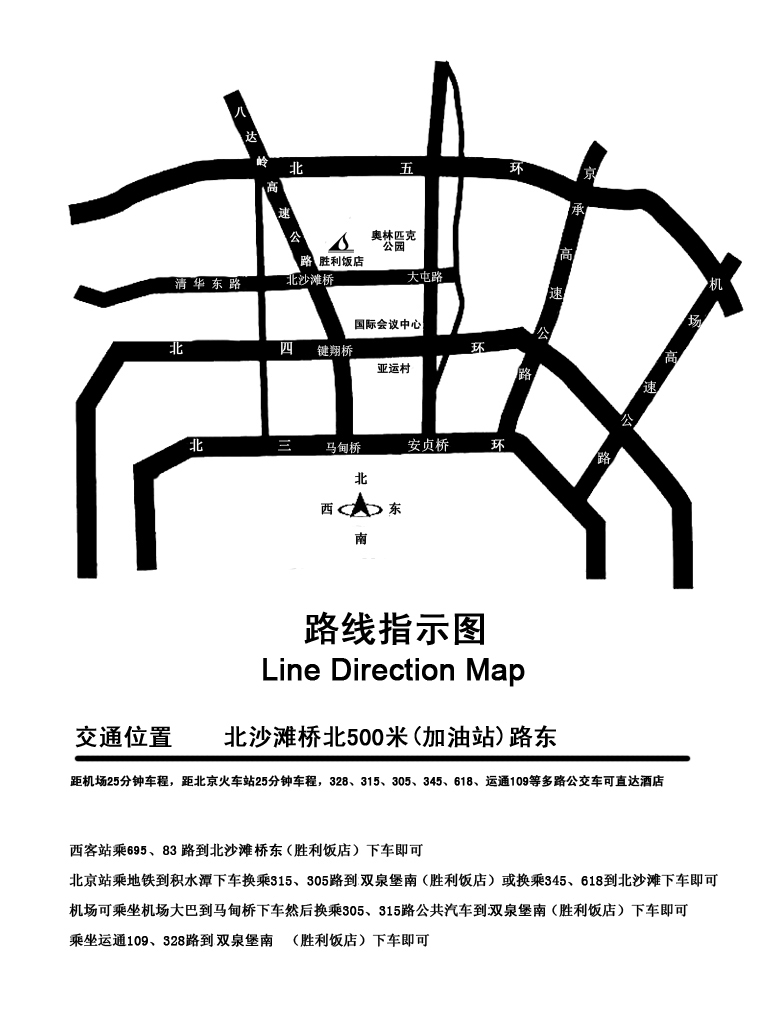 八达岭高速公路
北五环
京承高速公路
机场高速公路
奥林匹克
公园
胜利饭店
清华东路
北沙滩桥
大屯路
国际会议中心
北四环
键翔桥
亚运村
北三环
马甸桥
安贞桥
北
西
东
南
路线指示图
Line Direction Map
交通位置 北沙滩桥北500米(加油站)路东
距机场25分钟车程，距北京火车站25分钟车程，328、315、305、345、618、运通109等多路公交车可直达酒店
西客站乘695、83 路到北沙滩桥东（胜利饭店）下车即可
北京站乘地铁到积水潭下车换乘315、305路到 双泉堡南（胜利饭店）或换乘345、618到北沙滩下车即可
机场可乘坐机场大巴到马甸桥下车然后换乘305、315路公共汽车到:双泉堡南（胜利饭店）下车即可
乘坐运通109、328路到 双泉堡南 （胜利饭店）下车即可